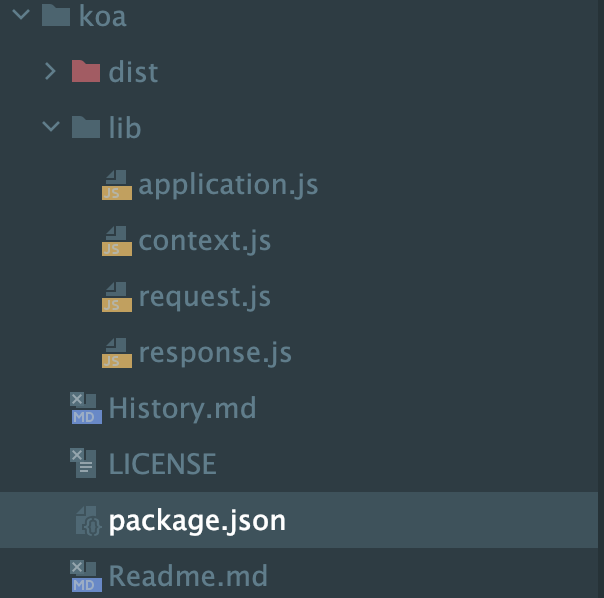 koa
dist
lib
JS application.js
JS context.js
JS request.js
JS response.js
MD History.md
LICENSE
{} package.json
MD Readme.md